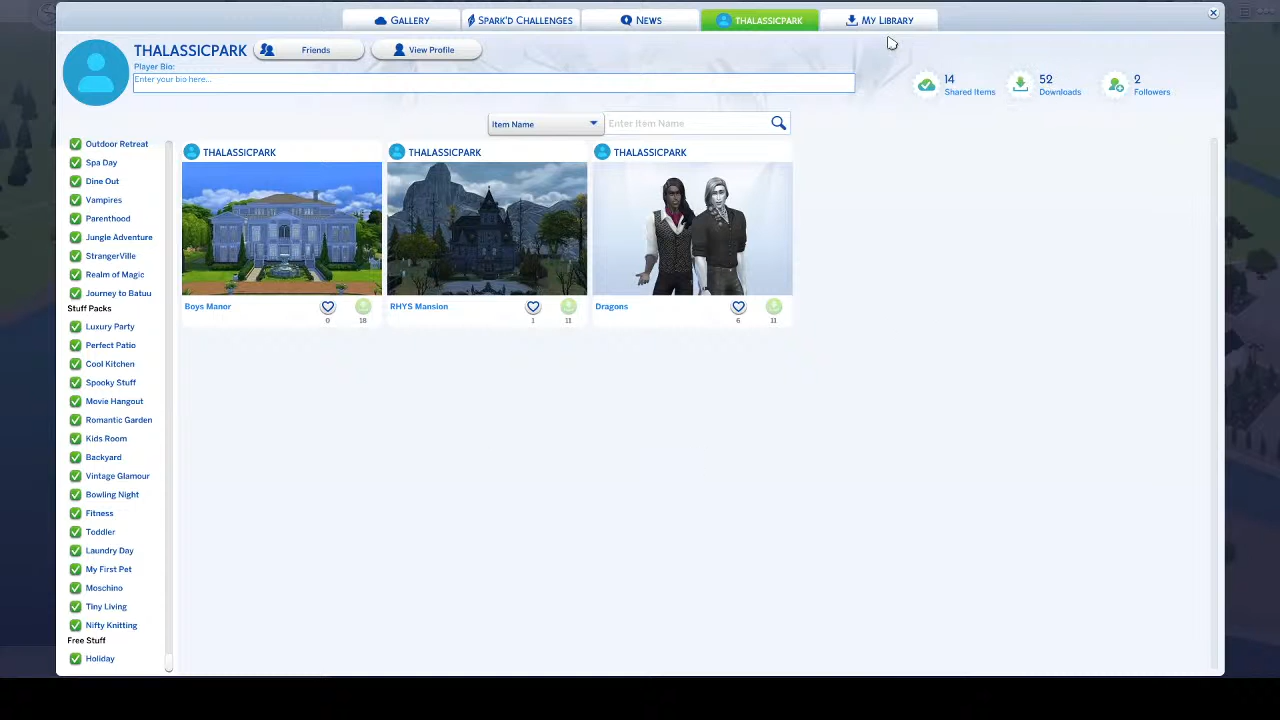 GALLERY
SPARK'D CHALLENGES
NEWS
THALASSICPARK
MY LIBRARY
THALASSICPARK
Friends
View Profile
Player Bio:
Enter your bio here...
14
Shared Items
52
Downloads
2
Followers
Item Name
Enter Item Name
Outdoor Retreat
Spa Day
Dine Out
Vampires
Parenthood
Jungle Adventure
StrangerVille
Realm of Magic
Journey to Batuu
Stuff Packs
Luxury Party
Perfect Patio
Cool Kitchen
Spooky Stuff
Movie Hangout
Romantic Garden
Kids Room
Backyard
Vintage Glamour
Bowling Night
Fitness
Toddler
Laundry Day
My First Pet
Moschino
Tiny Living
Nifty Knitting
Free Stuff
Holiday
THALASSICPARK
Boys Manor
0
18
THALASSICPARK
RHYS Mansion
1
11
THALASSICPARK
Dragons
6
11